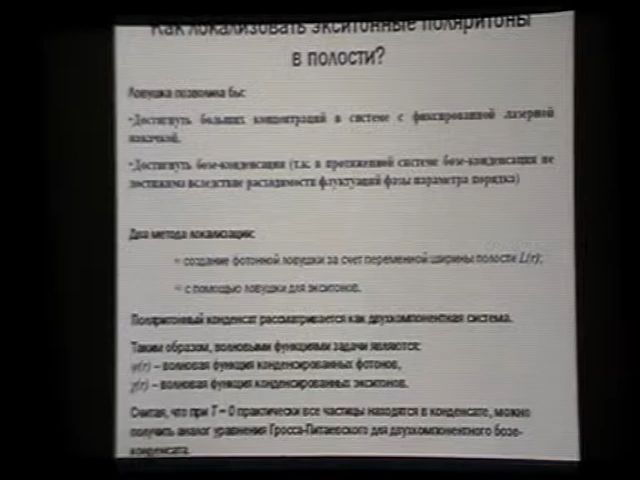 Как локализовать экситонные поляритоны
в полости?
Ловушка позволила бы:
•Достигнуть больших концентраций в системе с фиксированной лазерной
накачкой.
•Достигнуть бозе-конденсации (т.к. в протяженной системе бозе-конденсация не
достижима вследствие расходимости флуктуаций фазы параметра порядка)
Два метода локализации:
создание фотонной ловушки за счет переменной ширины полости L(r);
с помощью ловушки для экситонов.
Поляритонный конденсат рассматривается как двухкомпонентная система.
Таким образом, волновыми функциями задачи являются:
ψ(r) – волновая функция конденсированных фотонов,
χ(r) – волновая функция конденсированных экситонов.
Считая, что при T = 0 практически все частицы находятся в конденсате, можно
получить аналог уравнения Гросса-Питаевского для двухкомпонентного бозе-
конденсата.